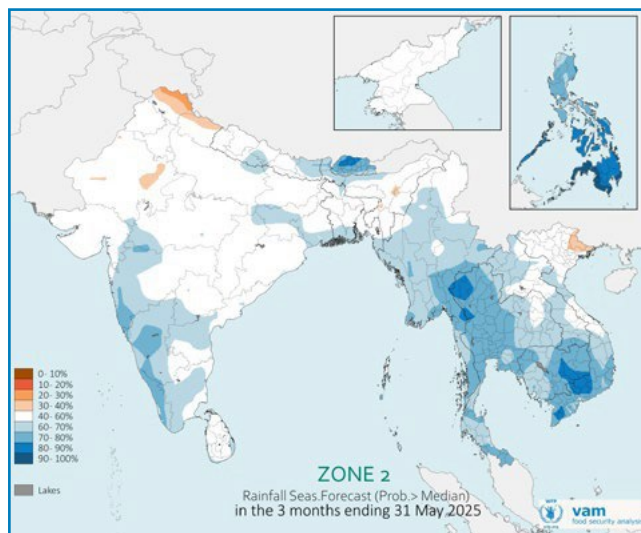 0- 10%
10- 20%
20- 30%
30- 40%
40- 60%
60- 70%
70- 80%
80- 90%
90- 100%
Lakes
ZONE 2
Rainfall Seas.Forecast (Prob.> Median)
in the 3 months ending 31 May 2025
WFP
vam
food security analysis